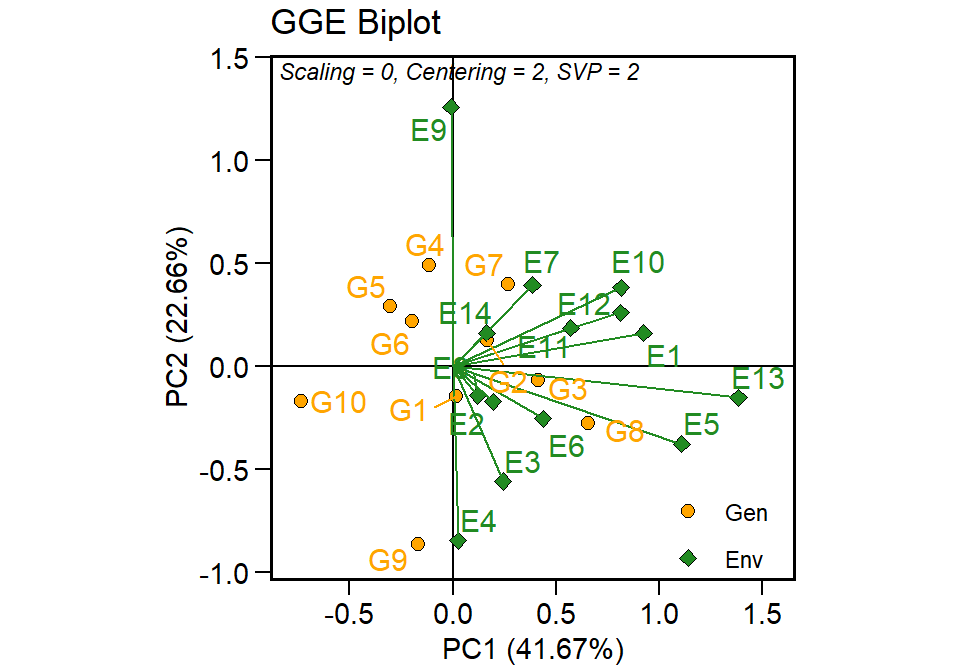 GGE Biplot
Scaling = 0, Centering = 2, SVP = 2
1.5
1.0
0.5
0.0
-0.5
-1.0
PC2 (22.66%)
E9
G4
G7
E7
E10
G5
E14
E12
G6
E11
E1
E
G2
G3
E13
G10
G1
E2
E6
G8
E5
E3
E4
G9
Gen
Env
-0.5
0.0
0.5
1.0
1.5
PC1 (41.67%)